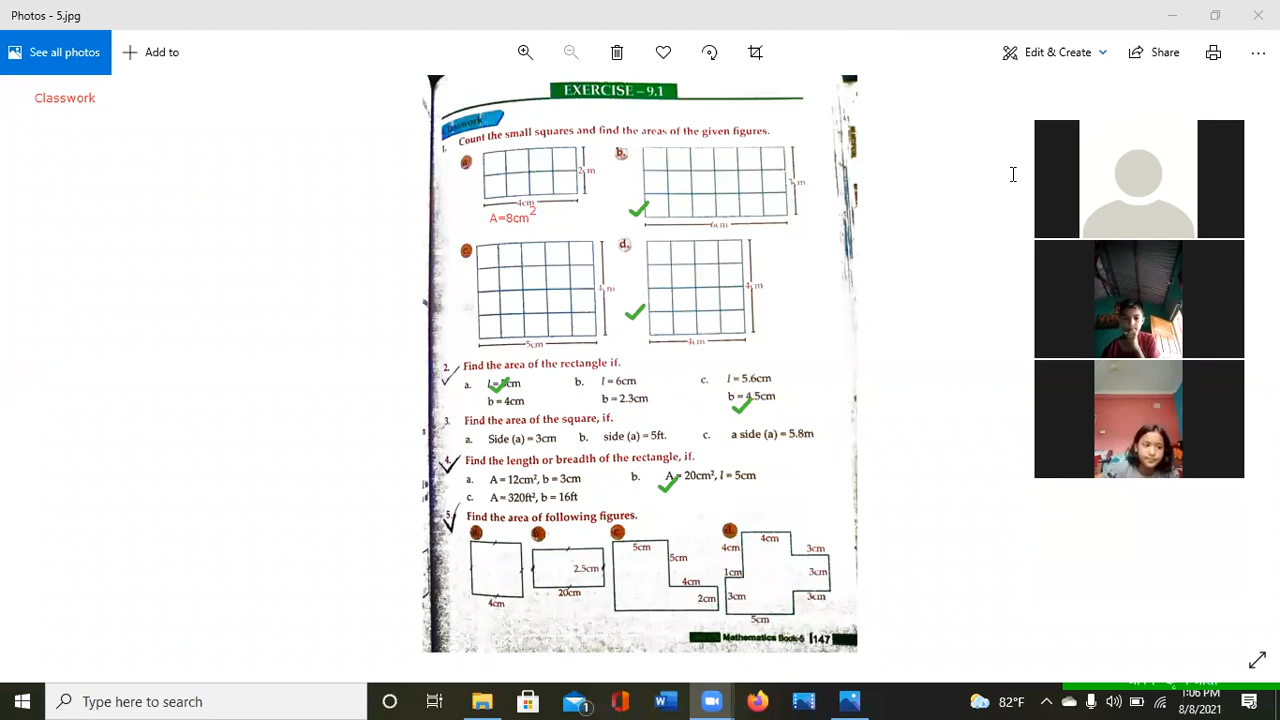 Photos - 5.jpg
See all photos
Add to
Edit & Create
Share
Classwork
EXERCISE – 9.1
Classwork
1. Count the small squares and find the areas of the given figures.
a.
2cm
4cm
A=8cm2
b.
6cm
c.
5cm
d.
4cm
4cm
2. Find the area of the rectangle if.
a. b. l = 6cm c. l = 5.6cm
b = 4cm b = 2.3cm b = 4.5cm
3. Find the area of the square, if.
a. Side (a) = 3cm b. side (a) = 5ft. c. a side (a) = 5.8m
4. Find the length or breadth of the rectangle, if.
a. A = 12cm², b = 3cm b. A = 20cm², l = 5cm
c. A = 320ft², b = 16ft
5. Find the area of following figures.
4cm
2.5cm
20cm
c.
5cm
5cm
4cm
2cm
d.
4cm
4cm
3cm
3cm
3cm
1cm
3cm
5cm
Mathematics Book-5 147
Type here to search
1
82°F
1:06 PM
8/8/2021